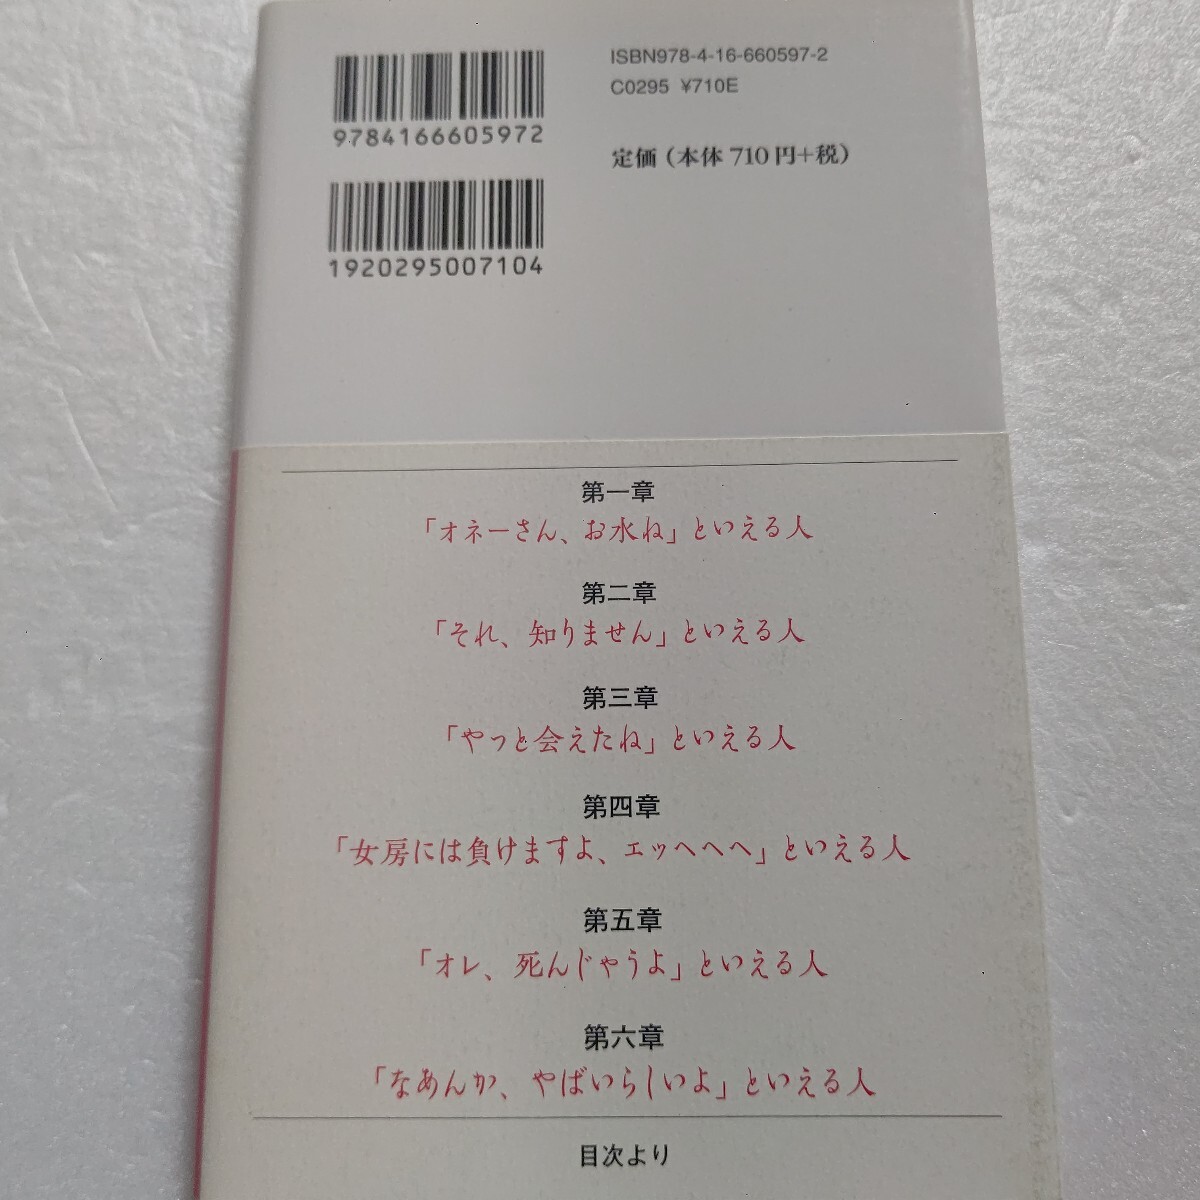 ISBN978-4-16-660597-2
C0295 ¥710E
定価（本体710円+税）
9784166605972
1920295007104
第一章
「オネーさん、お水ね」といえる人
第二章
「それ、知りません」といえる人
第三章
「やっと会えたね」といえる人
第四章
「女房には負けますよ、エッヘヘヘ」といえる人
第五章
「オレ、死んじゃうよ」といえる人
第六章
「なあんか、やばいらしいよ」といえる人
目次より